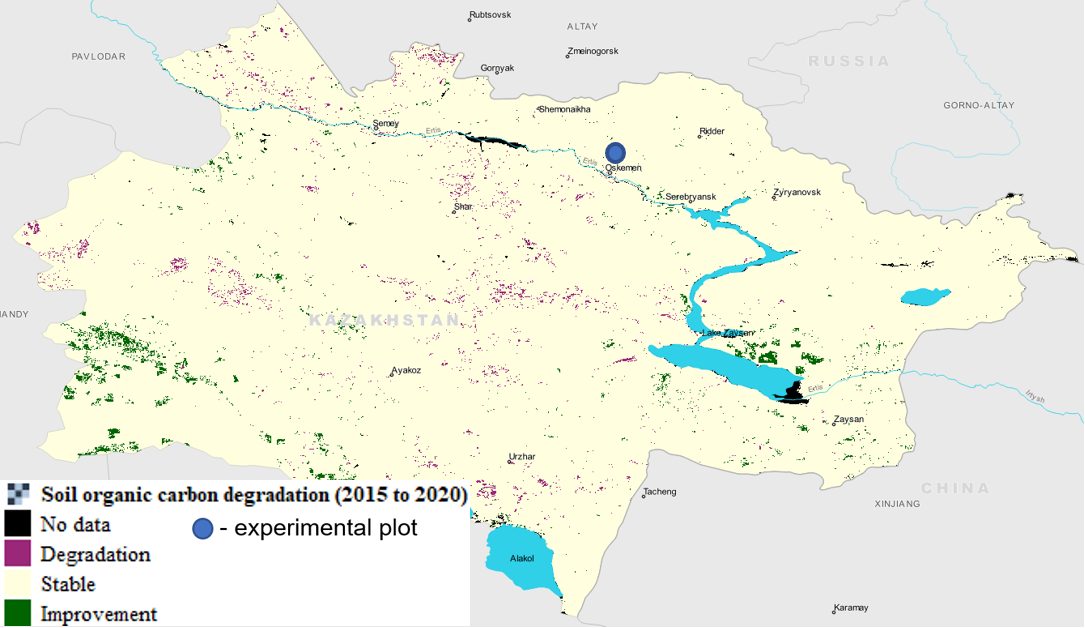 Rubtsovsk
ALTAY
PAVLODAR
Zmeinogorsk
RUSSIA
Gornyak
GORNO-ALTAY
Shemonaikha
Semey
Ertis
Ridder
Ertis
Oskemen
Serebryansk
Zyryanovsk
Shar
ANDY
KAZAKHSTAN
Lake Zaysan
Ayakoz
Ertis
Irtysh
Zaysan
Urzhar
CHINA
Tacheng
XINJIANG
Soil organic carbon degradation (2015 to 2020)
No data
- experimental plot
Degradation
Alakol
Stable
Improvement
Karamay